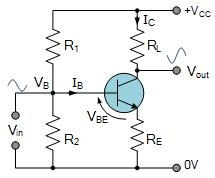 +V_CC
I_C
R_1
R_L
V_out
V_B
I_B
V_BE
V_in
R_2
R_E
0V